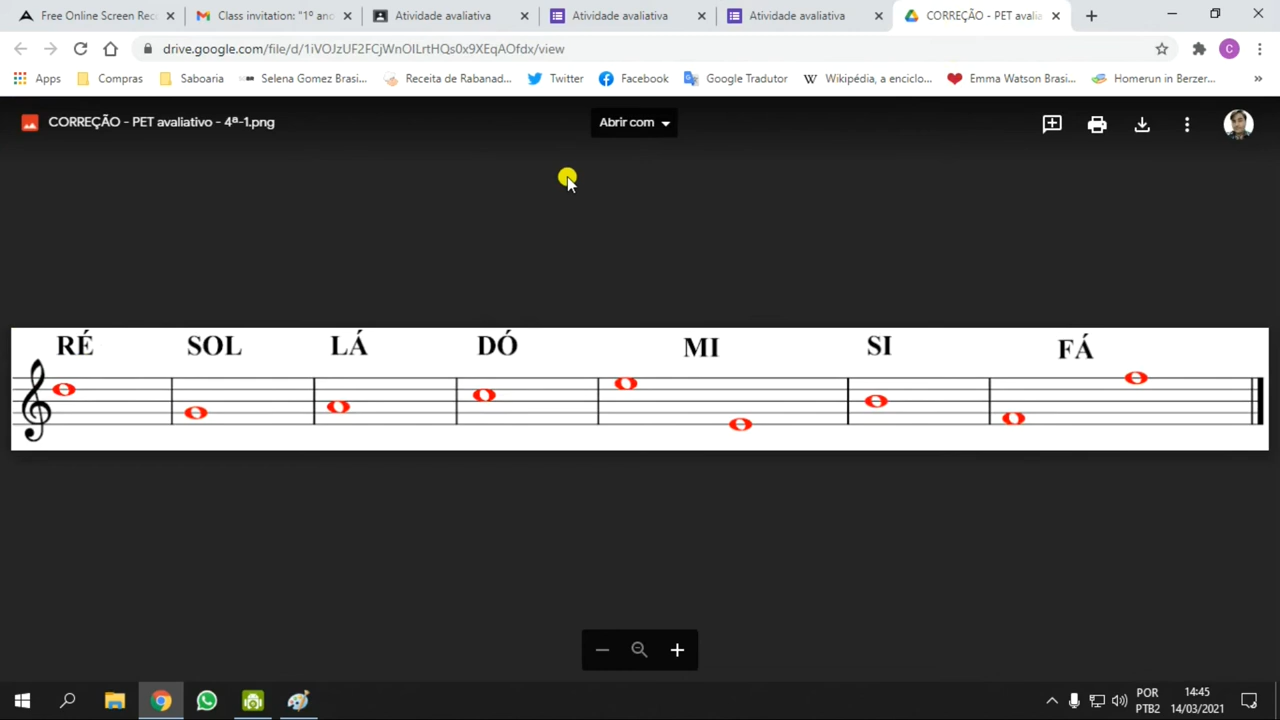 Free Online Screen Rec
Class invitation: "1º ano
Atividade avaliativa
Atividade avaliativa
Atividade avaliativa
CORREÇÃO - PET avalia
drive.google.com/file/d/1iVOJzUF2FCjWnOILrtHQs0x9XEqAOfdx/view
C
Apps
Compras
Saboaria
Selena Gomez Brasi...
Receita de Rabanad...
Twitter
Facebook
Google Tradutor
Wikipédia, a enciclo...
Emma Watson Brasi...
Homerun in Berzer...
CORREÇÃO - PET avaliativo - 4ª-1.png
Abrir com
RÉ SOL LÁ DÓ MI SI FÁ
POR 14:45
PTB2 14/03/2021